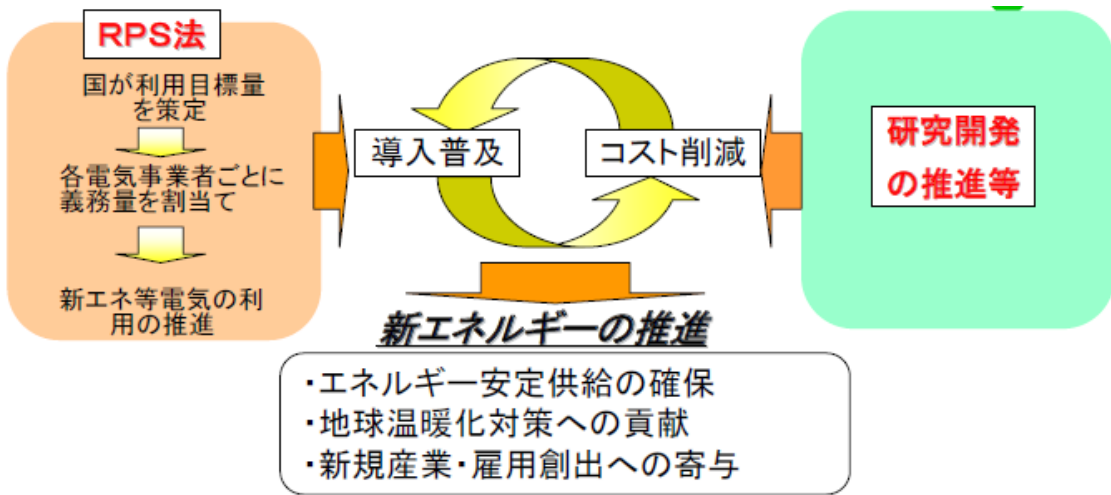 RPS法
国が利用目標量
を策定
各電気事業者ごとに
義務量を割当て
新エネ等電気の利
用の推進
導入普及
コスト削減
研究開発
の推進等
新エネルギーの推進
・エネルギー安定供給の確保
・地球温暖化対策への貢献
・新規産業・雇用創出への寄与